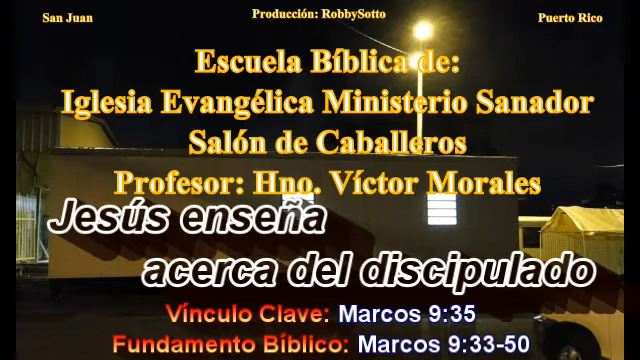 San Juan
Producción: RobbySotto
Puerto Rico
Escuela Bíblica de:
Iglesia Evangélica Ministerio Sanador
Salón de Caballeros
Profesor: Hno. Víctor Morales
Jesús enseña
acerca del discipulado
Vínculo Clave: Marcos 9:35
Fundamento Bíblico: Marcos 9:33-50